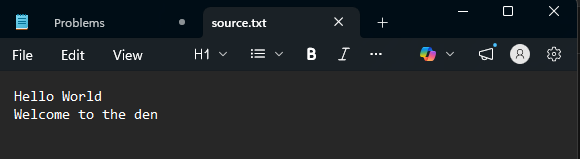 Problems
source.txt
File Edit View H1 B I
Hello World
Welcome to the den